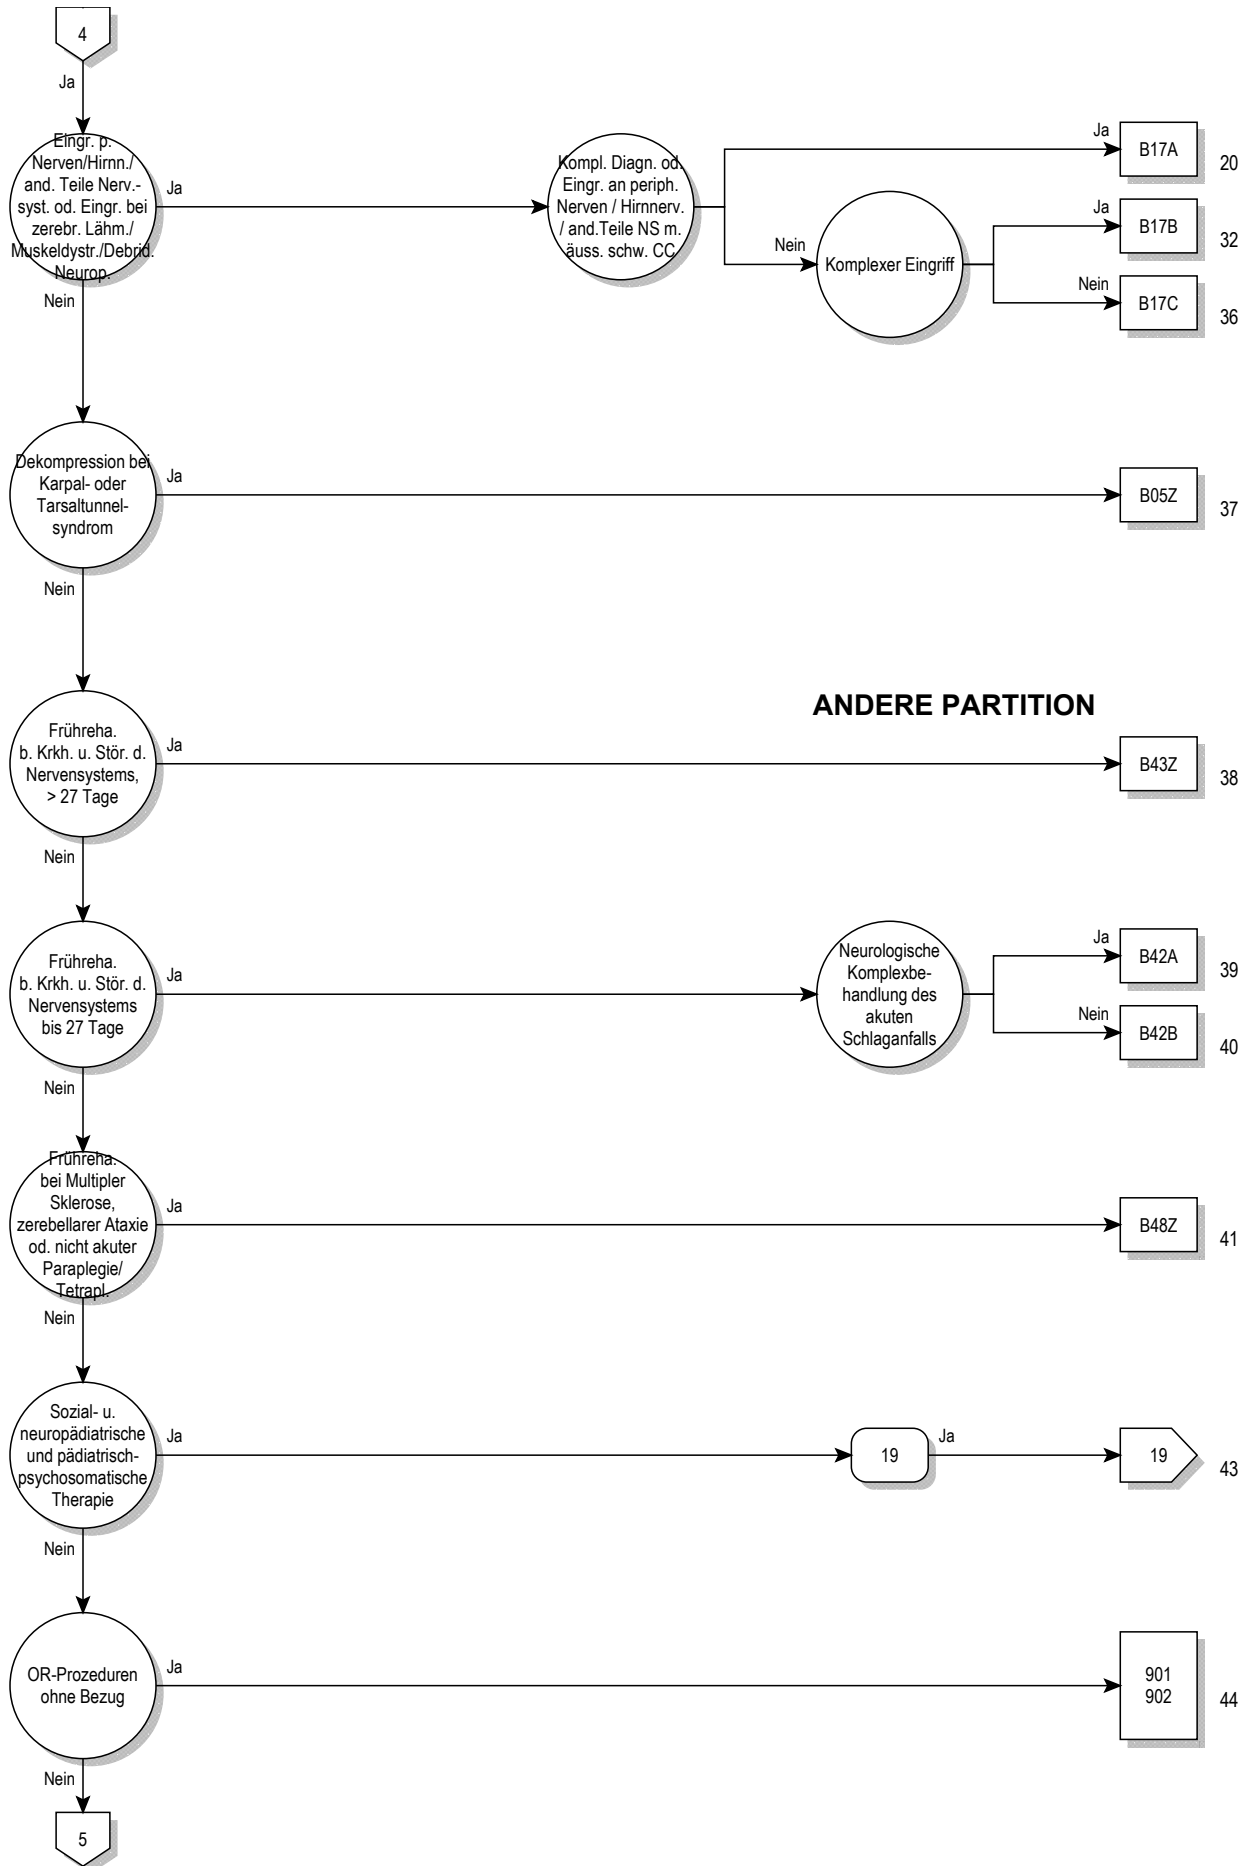 4
Ja
Eingr. p.
Nerven/Hirnn./
and. Teile Nerv.-
syst. od. Eingr. bei
zerebr. Lähm./
Muskeldystr./Debrid.
Neurop.
Ja
Kompl. Diagn. od.
Eingr. an periph.
Nerven / Hirnnerv.
/ and.Teile NS m.
äuss. schw. CC
Ja
B17A
20
Nein
Komplexer Eingriff
Ja
B17B
32
Nein
B17C
36
Nein
Dekompression bei
Karpal- oder
Tarsaltunnel-
syndrom
Ja
B05Z
37
Nein
ANDERE PARTITION
Frühreha.
b. Krkh. u. Stör. d.
Nervensystems,
> 27 Tage
Ja
B43Z
38
Nein
Frühreha.
b. Krkh. u. Stör. d.
Nervensystems
bis 27 Tage
Ja
Neurologische
Komplexbe-
handlung des
akuten
Schlaganfalls
Ja
B42A
39
Nein
B42B
40
Nein
Frühreha.
bei Multipler
Sklerose,
zerebellarer Ataxie
od. nicht akuter
Paraplegie/
Tetrapl.
Ja
B48Z
41
Nein
Sozial- u.
neuropädiatrische
und pädiatrisch-
psychosomatische
Therapie
Ja
19
Ja
19
43
Nein
OR-Prozeduren
ohne Bezug
Ja
901
902
44
Nein
5